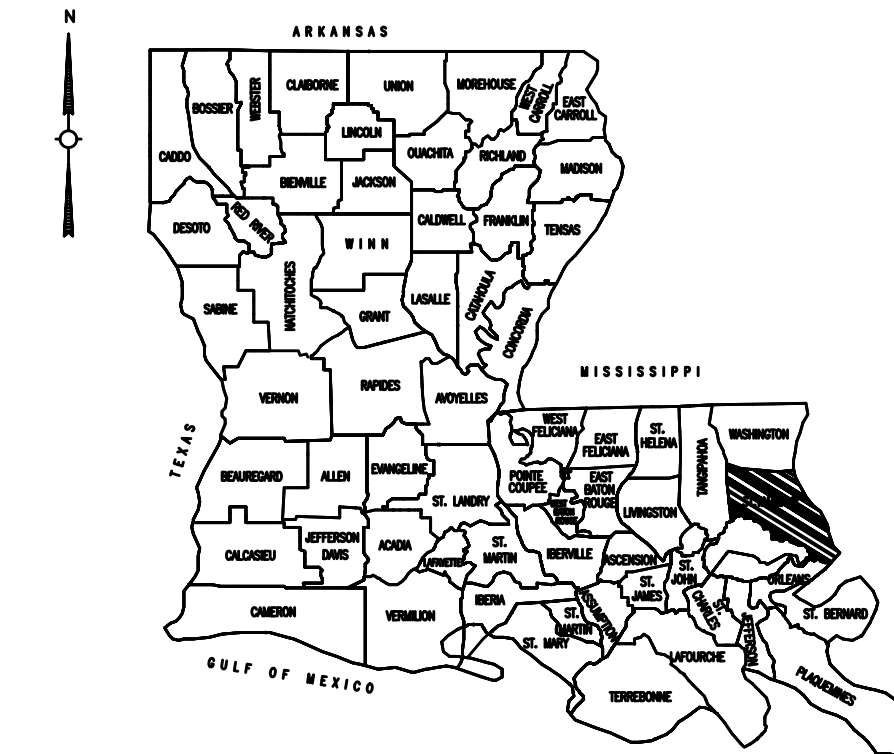 N
ARKANSAS
CLAIBORNE
UNION
MOREHOUSE
WEST
CARROLL
EAST
CARROLL
BOSSIER
WEBSTER
LINCOLN
CADDO
OUACHITA
RICHLAND
MADISON
BIENVILLE
JACKSON
DESOTO
RED RIVER
CALDWELL
FRANKLIN
TENSAS
WINN
SABINE
NATCHITOCHES
GRANT
LASALLE
CATAHOULA
CONCORDIA
MISSISSIPPI
VERNON
RAPIDES
AVOYELLES
TEXAS
WEST
FELICIANA
EAST
FELICIANA
ST.
HELENA
TANGIPAHOA
WASHINGTON
BEAUREGARD
ALLEN
EVANGELINE
ST. LANDRY
POINTE
COUPEE
EAST
BATON
ROUGE
LIVINGSTON
CALCASIEU
JEFFERSON
DAVIS
ACADIA
LAFAYETTE
ST.
MARTIN
IBERVILLE
ASCENSION
ST.
JOHN
ORLEANS
ST.
JAMES
CAMERON
VERMILION
IBERIA
ST.
MARTIN
ASSUMPTION
ST.
CHARLES
JEFFERSON
ST. BERNARD
ST. MARY
LAFOURCHE
PLAQUEMINES
GULF OF MEXICO
TERREBONNE